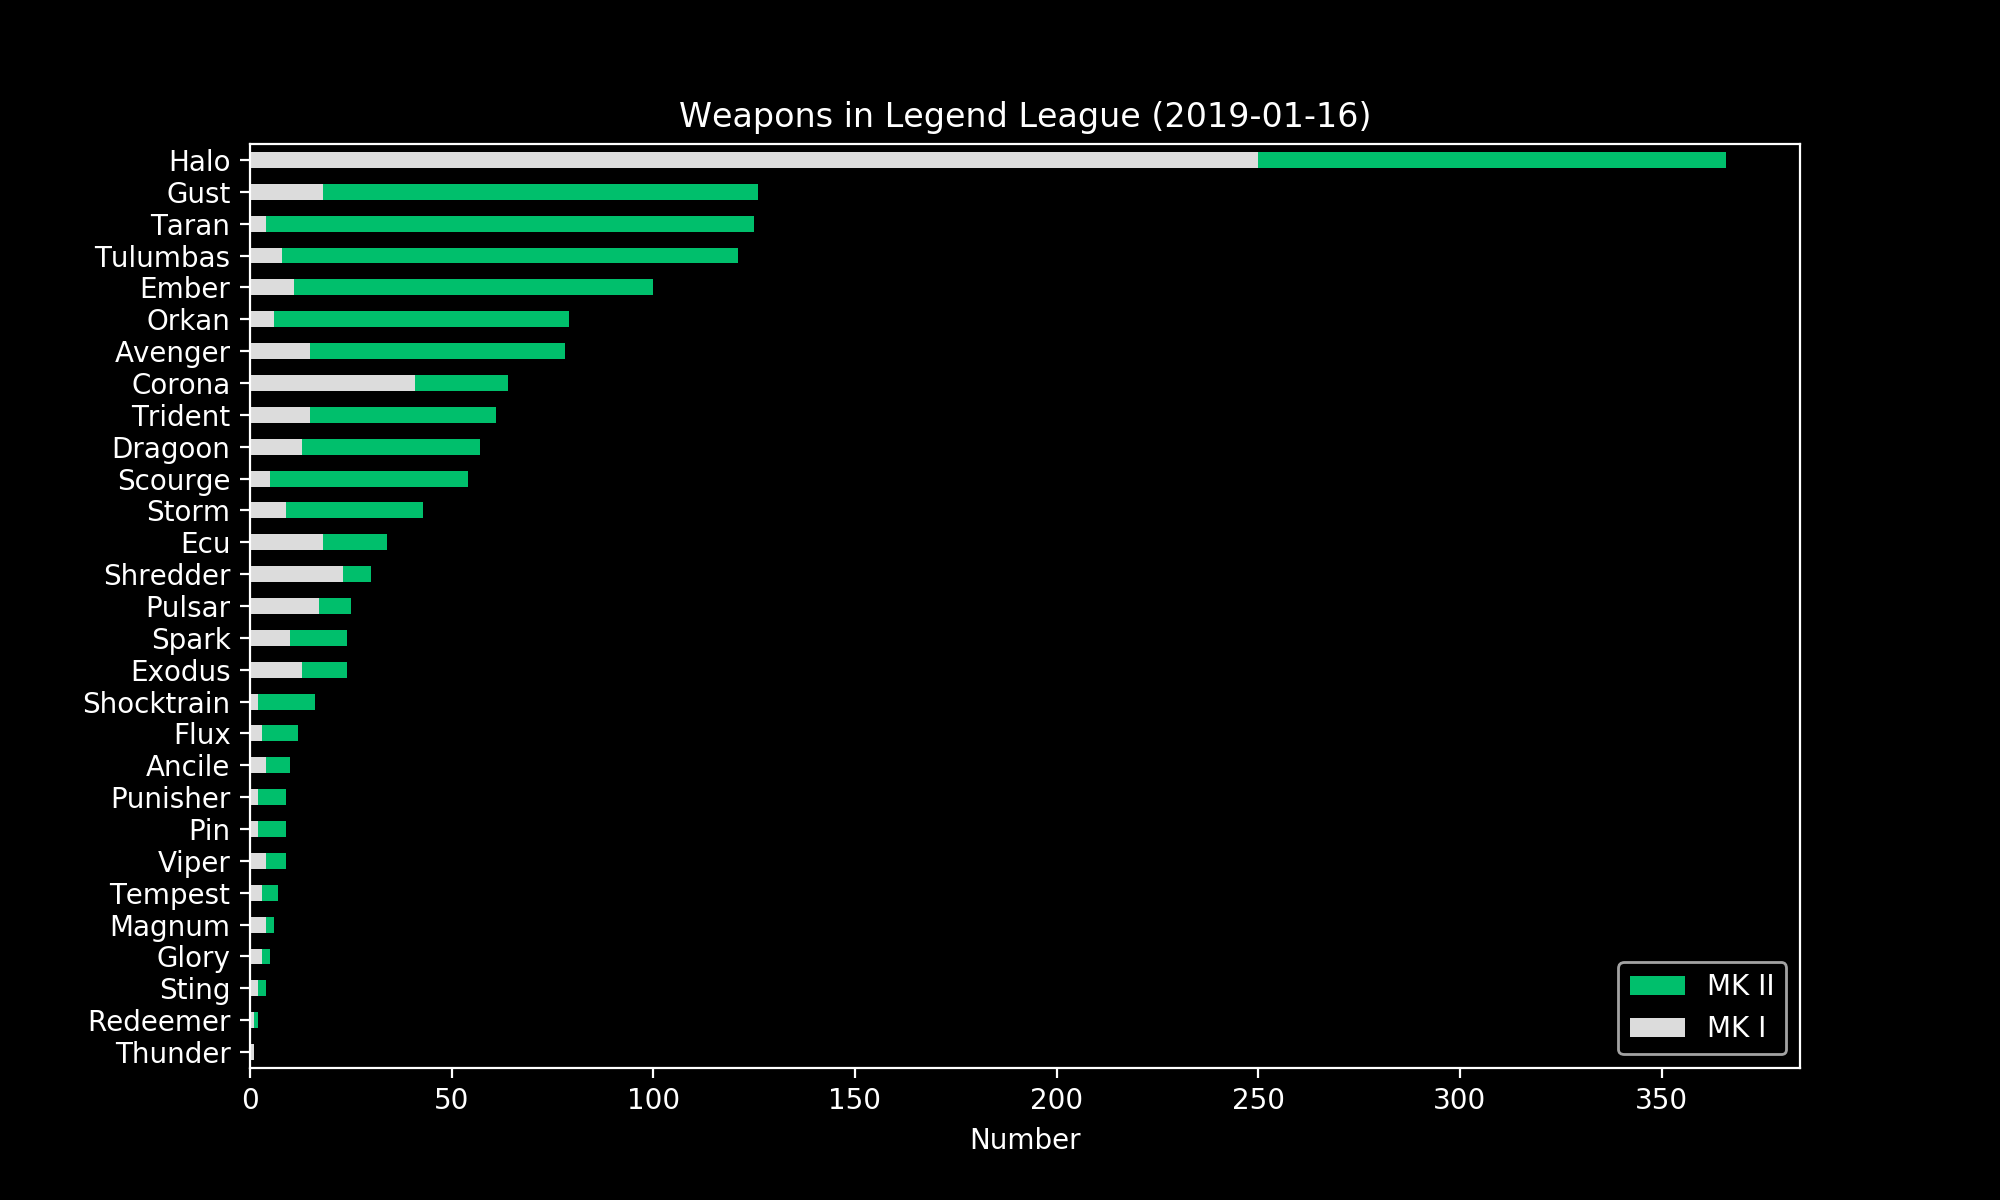 Weapons in Legend League (2019-01-16)
Halo
Gust
Taran
Tulumbas
Ember
Orkan
Avenger
Corona
Trident
Dragoon
Scourge
Storm
Ecu
Shredder
Pulsar
Spark
Exodus
Shocktrain
Flux
Ancile
Punisher
Pin
Viper
Tempest
Magnum
Glory
Sting
Redeemer
Thunder
MK II
MK I
0 50 100 150 200 250 300 350
Number